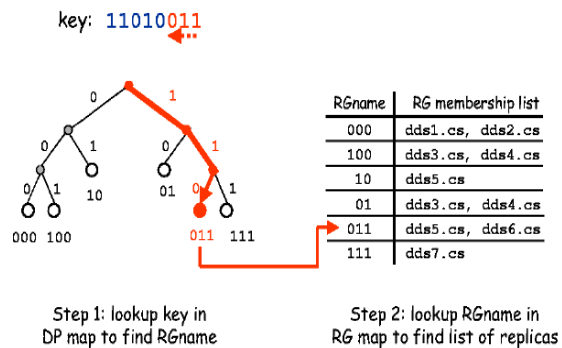 key: 11010011
0 1
0 1 0 1
0 1 10 01 0 1
000 100 011 111
RGname RG membership list
000 dds1.cs, dds2.cs
100 dds3.cs, dds4.cs
10 dds5.cs
01 dds3.cs, dds4.cs
011 dds5.cs, dds6.cs
111 dds7.cs
Step 1: lookup key in
DP map to find RGname
Step 2: lookup RGname in
RG map to find list of replicas